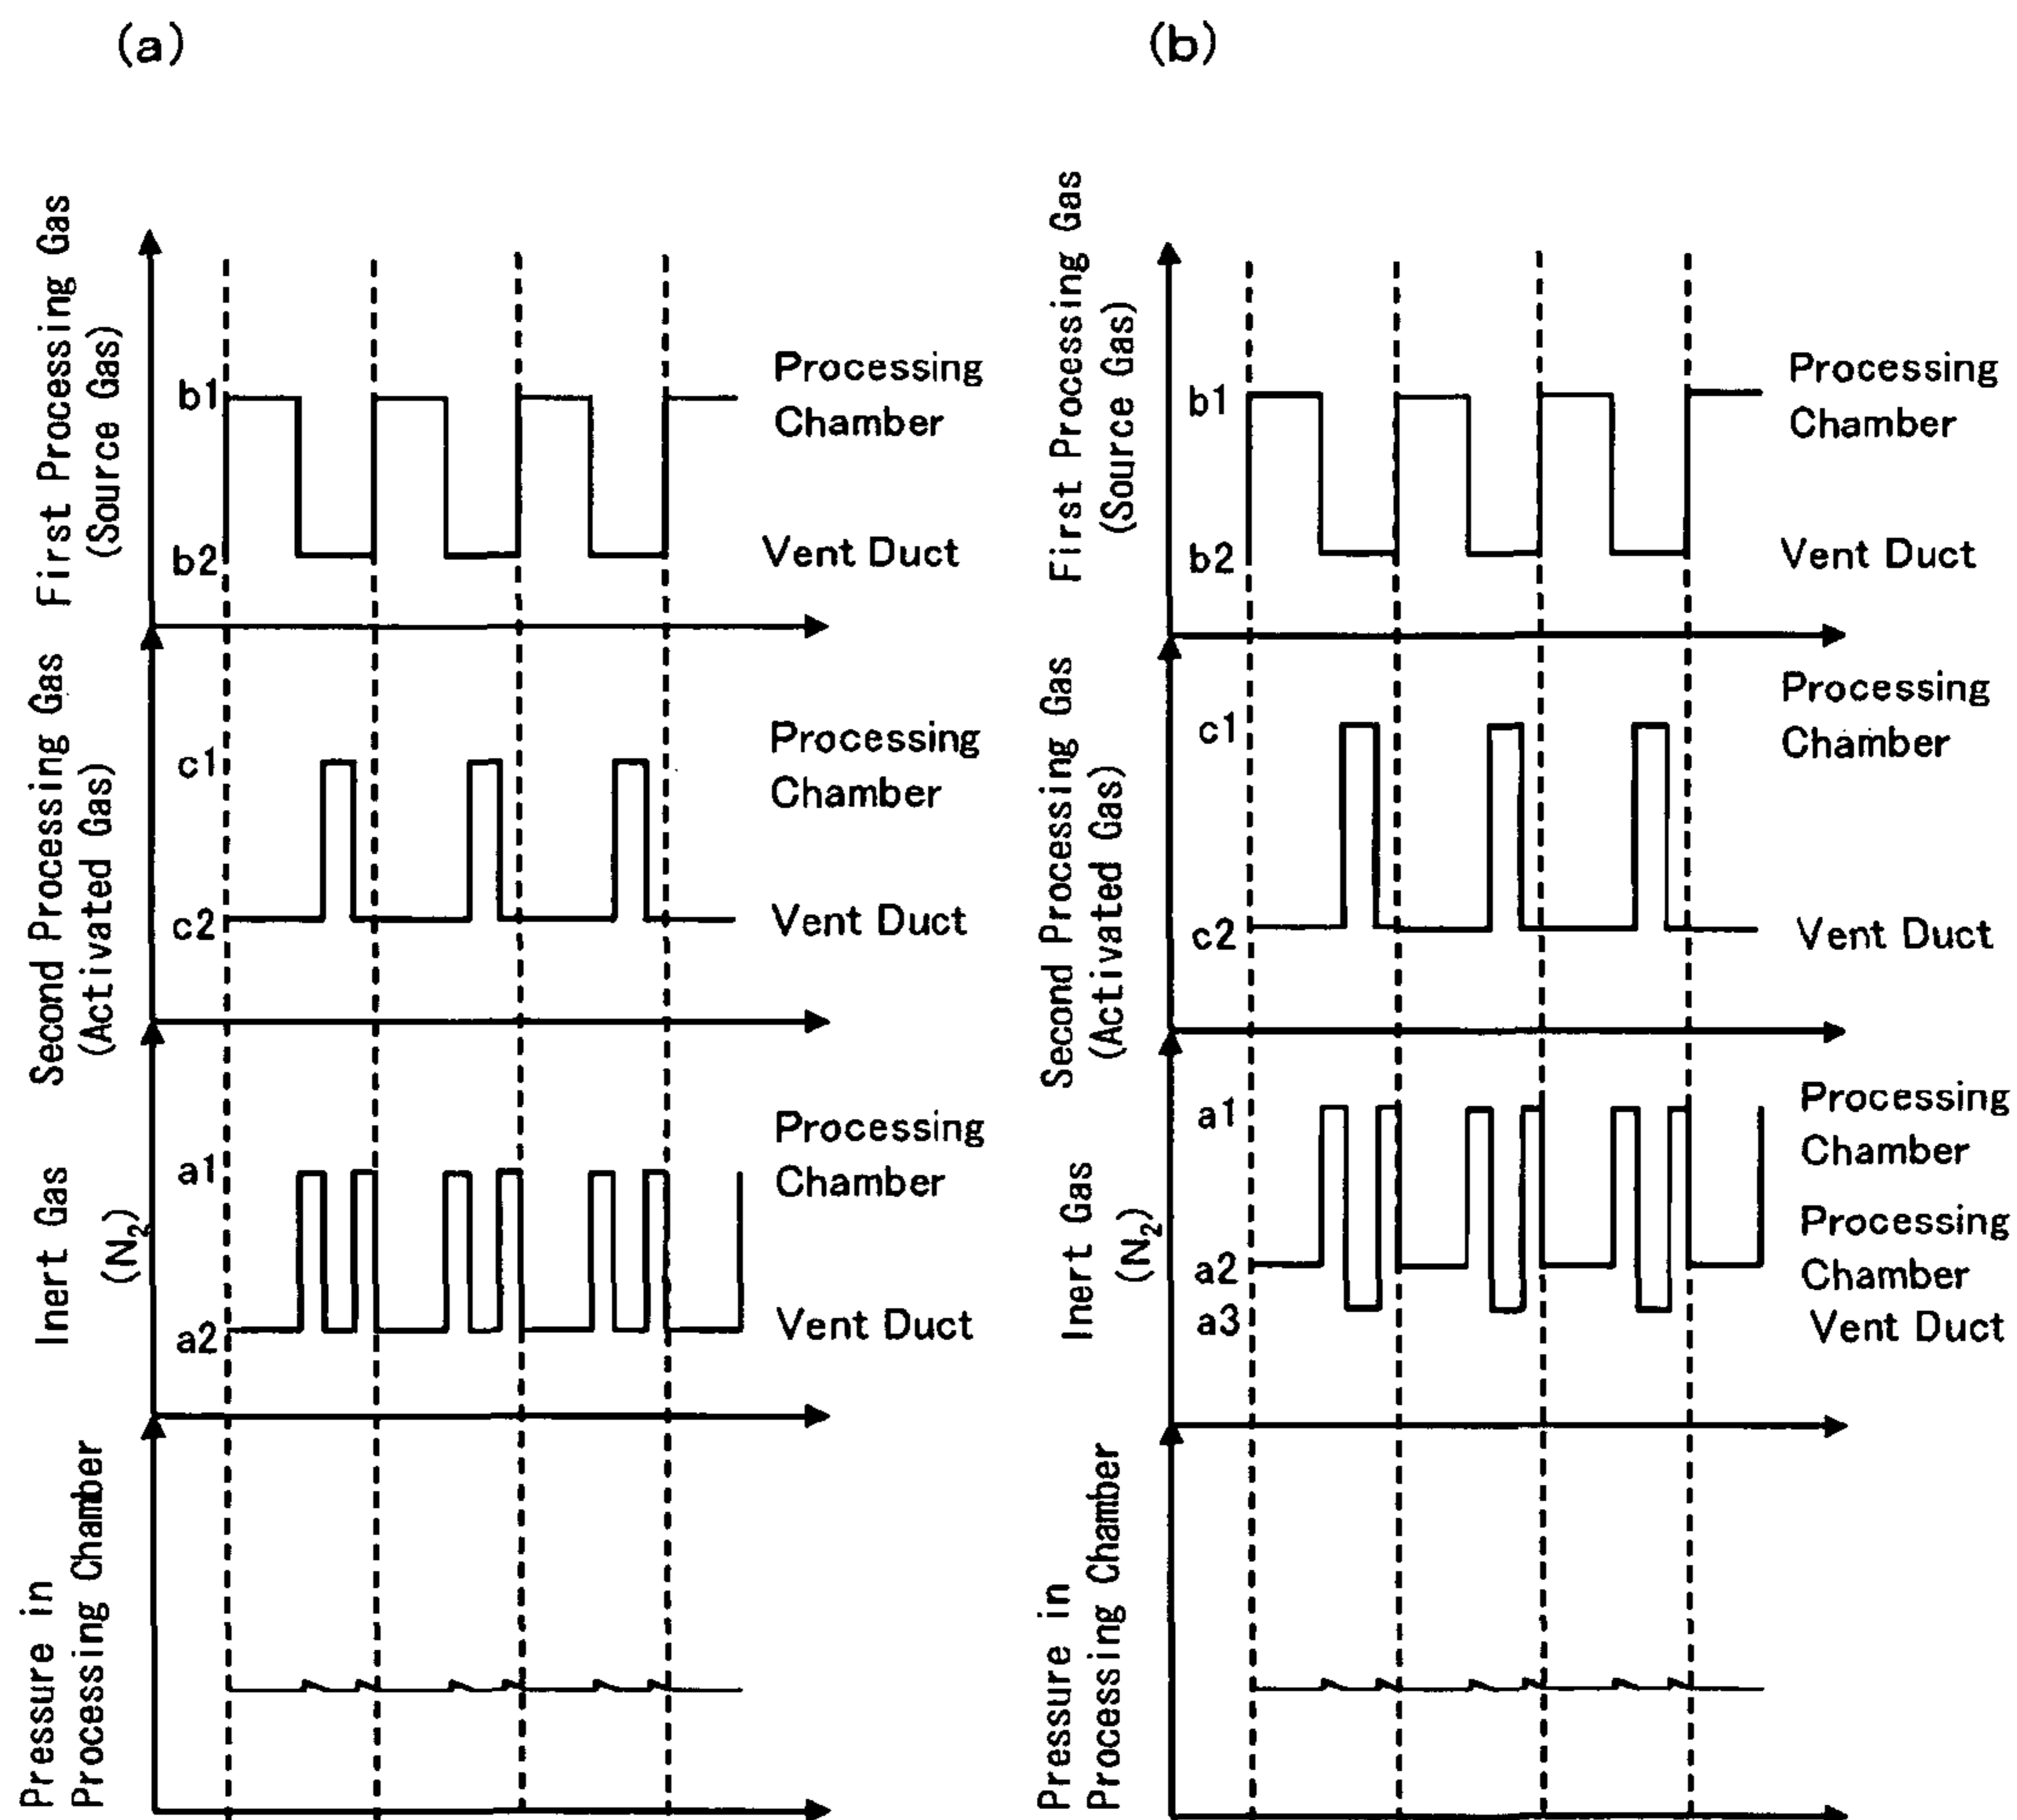 (a)
First Processing Gas
(Source Gas)
b1
b2
Processing
Chamber
Vent Duct
Second Processing Gas
(Activated Gas)
c1
c2
Processing
Chamber
Vent Duct
Inert Gas
(N2)
a1
a2
Processing
Chamber
Vent Duct
Pressure in
Processing Chamber
(b)
First Processing Gas
(Source Gas)
b1
b2
Processing
Chamber
Vent Duct
Second Processing Gas
(Activated Gas)
c1
c2
Processing
Chamber
Vent Duct
Inert Gas
(N2)
a1
a2
a3
Processing
Chamber
Processing
Chamber
Vent Duct
Pressure in
Processing Chamber